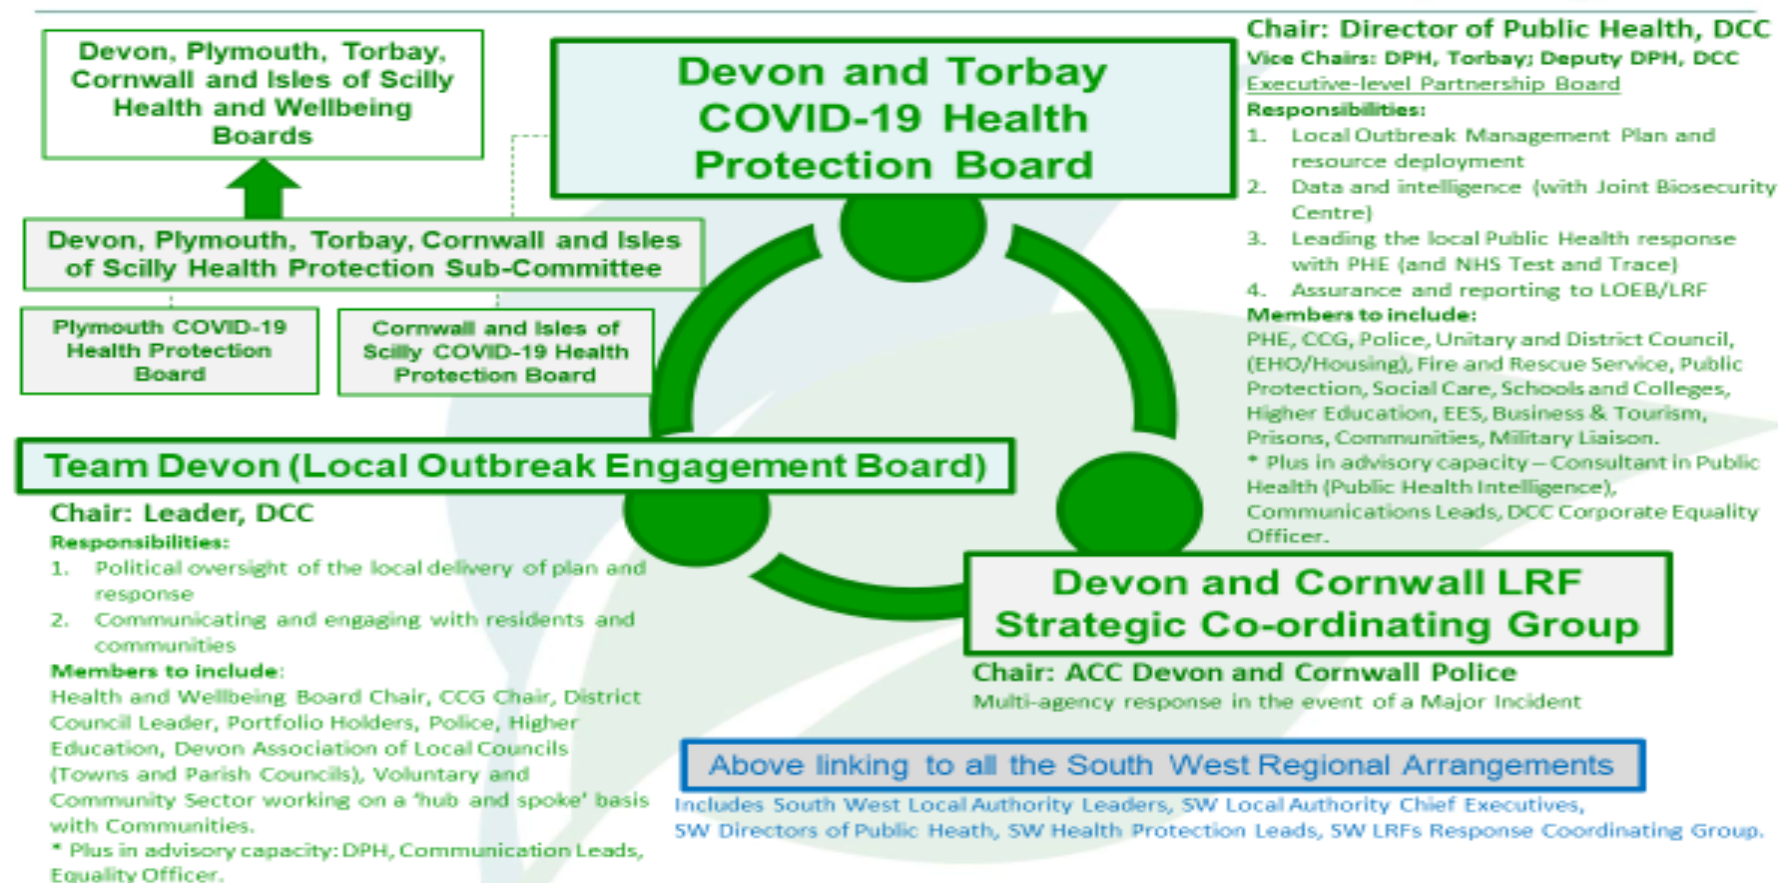 Devon, Plymouth, Torbay,
Cornwall and Isles of Scilly
Health and Wellbeing
Boards
Devon, Plymouth, Torbay, Cornwall and Isles
of Scilly Health Protection Sub-Committee
Plymouth COVID-19
Health Protection
Board
Cornwall and Isles of
Scilly COVID-19 Health
Protection Board
Devon and Torbay
COVID-19 Health
Protection Board
Chair: Director of Public Health, DCC
Vice Chairs: DPH, Torbay; Deputy DPH, DCC
Executive-level Partnership Board
Responsibilities:
1. Local Outbreak Management Plan and
resource deployment
2. Data and intelligence (with Joint Biosecurity
Centre)
3. Leading the local Public Health response
with PHE (and NHS Test and Trace)
4. Assurance and reporting to LOEB/LRF
Members to include:
PHE, CCG, Police, Unitary and District Council,
(EHO/Housing), Fire and Rescue Service, Public
Protection, Social Care, Schools and Colleges,
Higher Education, EES, Business & Tourism,
Prisons, Communities, Military Liaison.
* Plus in advisory capacity – Consultant in Public
Health (Public Health Intelligence),
Communications Leads, DCC Corporate Equality
Officer.
Team Devon (Local Outbreak Engagement Board)
Chair: Leader, DCC
Responsibilities:
1. Political oversight of the local delivery of plan and
response
2. Communicating and engaging with residents and
communities
Members to include:
Health and Wellbeing Board Chair, CCG Chair, District
Council Leader, Portfolio Holders, Police, Higher
Education, Devon Association of Local Councils
(Towns and Parish Councils), Voluntary and
Community Sector working on a 'hub and spoke' basis
with Communities.
* Plus in advisory capacity: DPH, Communication Leads,
Equality Officer.
Devon and Cornwall LRF
Strategic Co-ordinating Group
Chair: ACC Devon and Cornwall Police
Multi-agency response in the event of a Major Incident
Above linking to all the South West Regional Arrangements
Includes South West Local Authority Leaders, SW Local Authority Chief Executives,
SW Directors of Public Heath, SW Health Protection Leads, SW LRFs Response Coordinating Group.